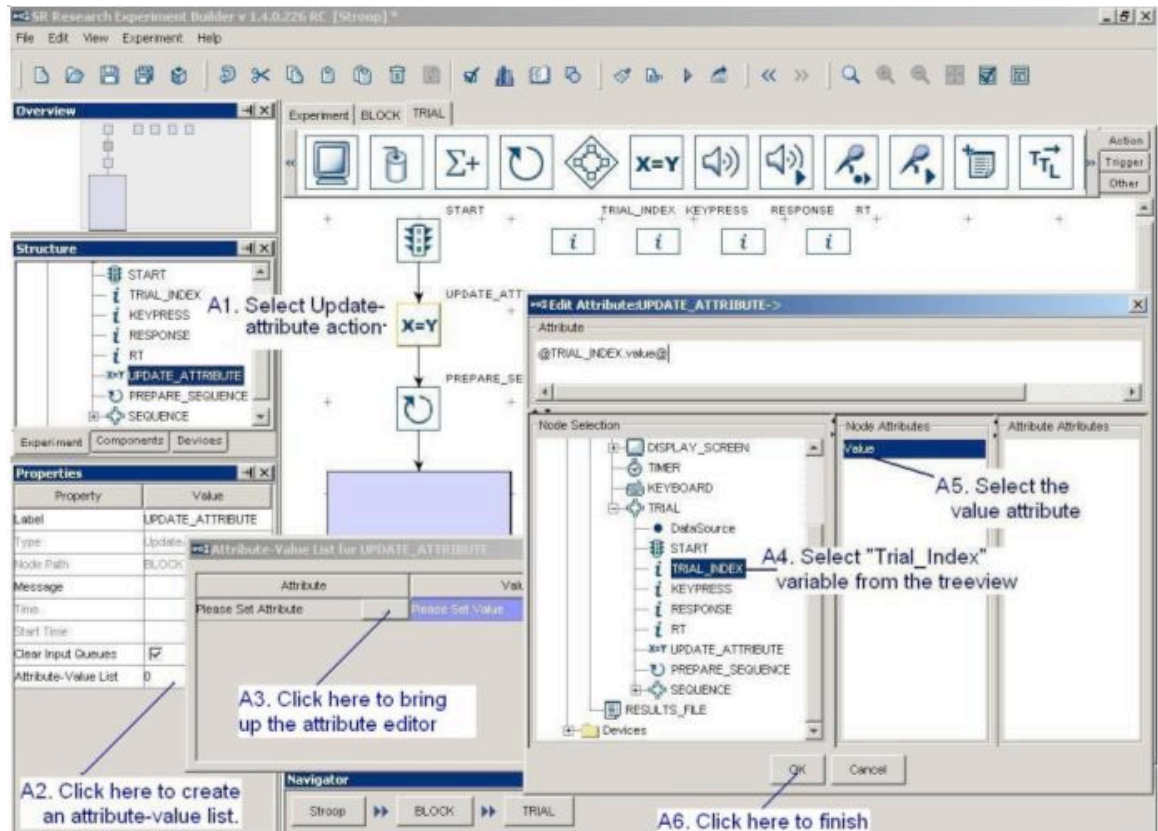 SR Research Experiment Builder v 1.4.0.226 RC [Stroop] *
File Edit View Experiment Help
Overview
Experiment BLOCK TRIAL
Σ+
X=Y
TTL
Action
Trigger
Other
START
TRIAL_INDEX KEYPRESS RESPONSE RT
i i i i
Structure
START
i TRIAL_INDEX
i KEYPRESS
i RESPONSE
i RT
X=Y UPDATE_ATTRIBUTE
PREPARE_SEQUENCE
SEQUENCE
Experiment Components Devices
A1. Select Update-
attribute action
UPDATE_ATT
X=Y
PREPARE_SE
Edit Attribute:UPDATE_ATTRIBUTE->
Attribute
@TRIAL_INDEX.value@
Node Selection
DISPLAY_SCREEN
TIMER
KEYBOARD
TRIAL
DataSource
START
i TRIAL_INDEX
i KEYPRESS
i RESPONSE
i RT
X=Y UPDATE_ATTRIBUTE
PREPARE_SEQUENCE
SEQUENCE
RESULTS_FILE
Devices
Node Attributes
Value
Attribute Attributes
A5. Select the
value attribute
A4. Select "Trial_Index"
variable from the treeview
OK Cancel
A6. Click here to finish
Properties
Property Value
Label UPDATE_ATTRIBUTE
Type Update
Node Path BLOCK
Message
Time
Start Time
Clear Input Queues
Attribute-Value List 0
Attribute-Value List for UPDATE_ATTRIBUTE
Attribute Valu
Please Set Attribute Please Set Value
A3. Click here to bring
up the attribute editor
A2. Click here to create
an attribute-value list.
Navigator
Stroop BLOCK TRIAL